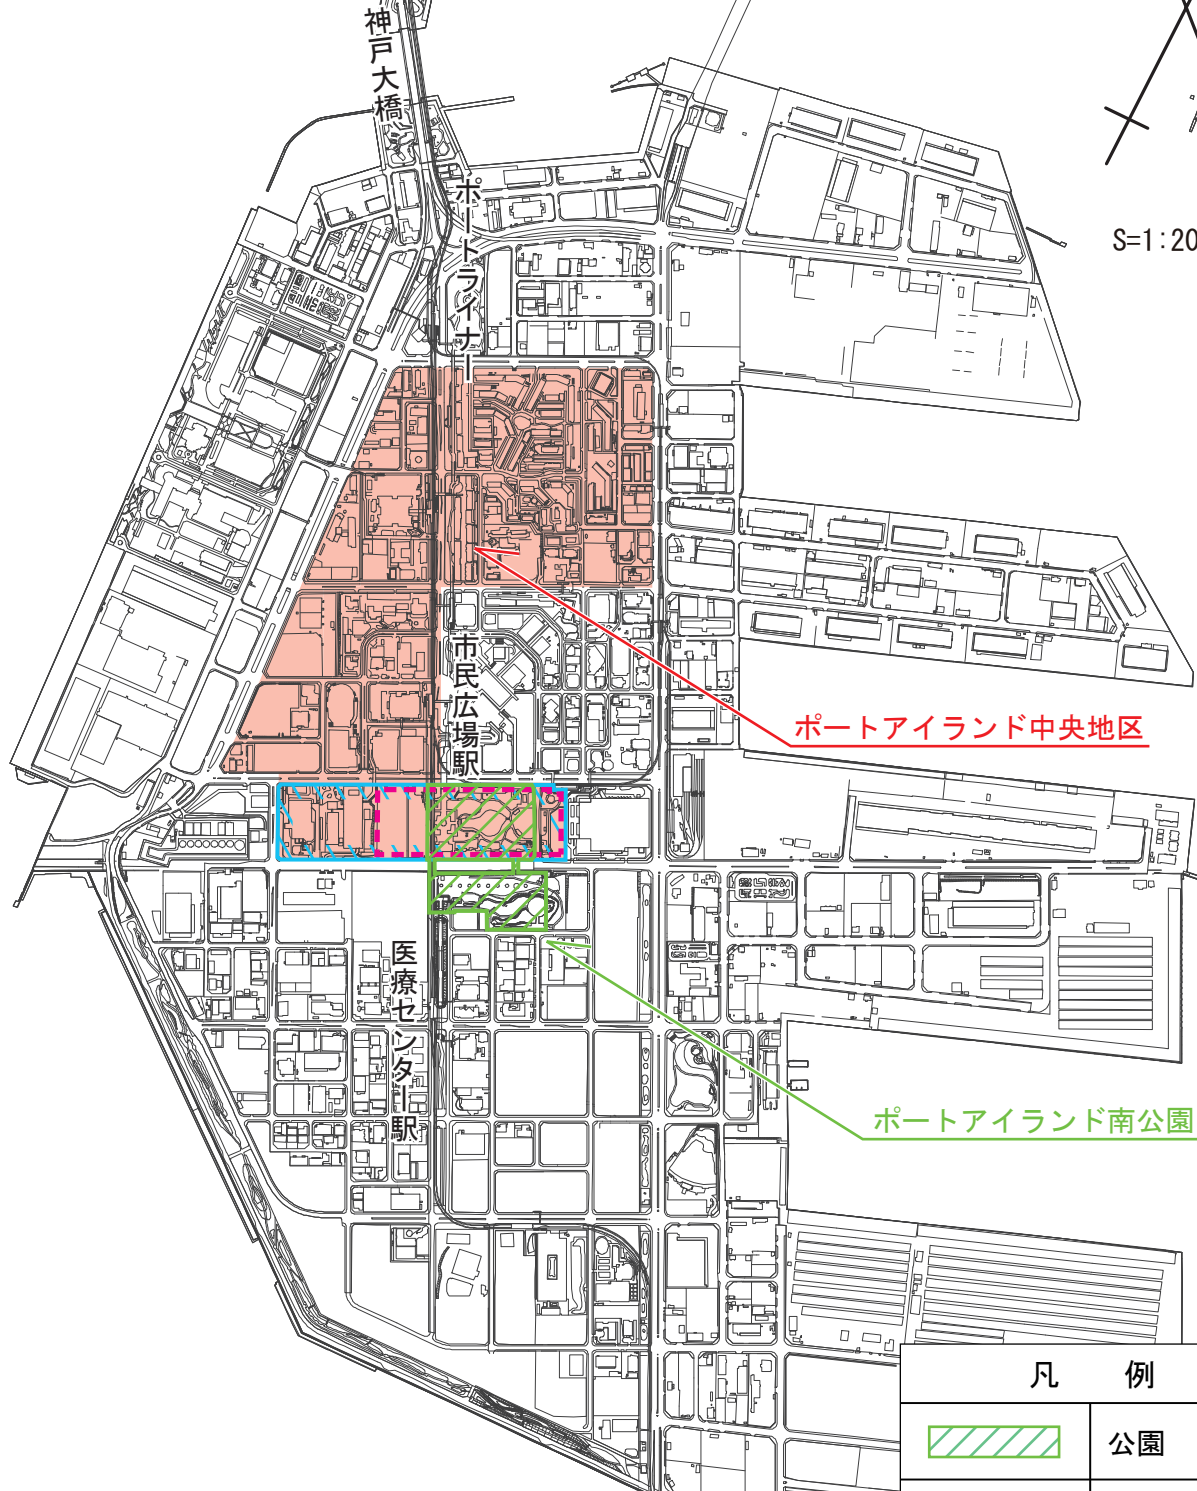 神戸大橋
ポートライナー
S=1:20
市民広場駅
ポートアイランド中央地区
医療センター駅
ポートアイランド南公園
凡 例
公園